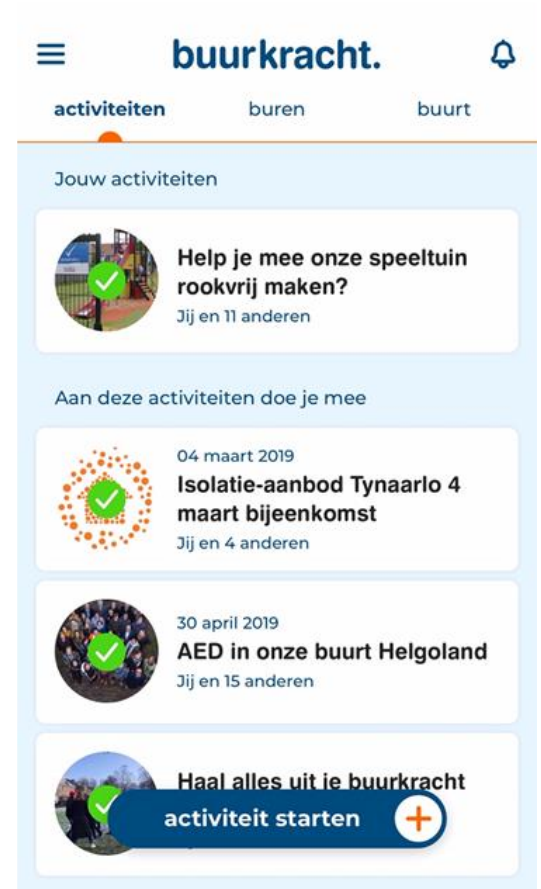 buurkracht.
activiteiten buren buurt
Jouw activiteiten
Help je mee onze speeltuin
rookvrij maken?
Jij en 11 anderen
Aan deze activiteiten doe je mee
04 maart 2019
Isolatie-aanbod Tynaarlo 4
maart bijeenkomst
Jij en 4 anderen
30 april 2019
AED in onze buurt Helgoland
Jij en 15 anderen
Haal alles uit je buurkracht
activiteit starten